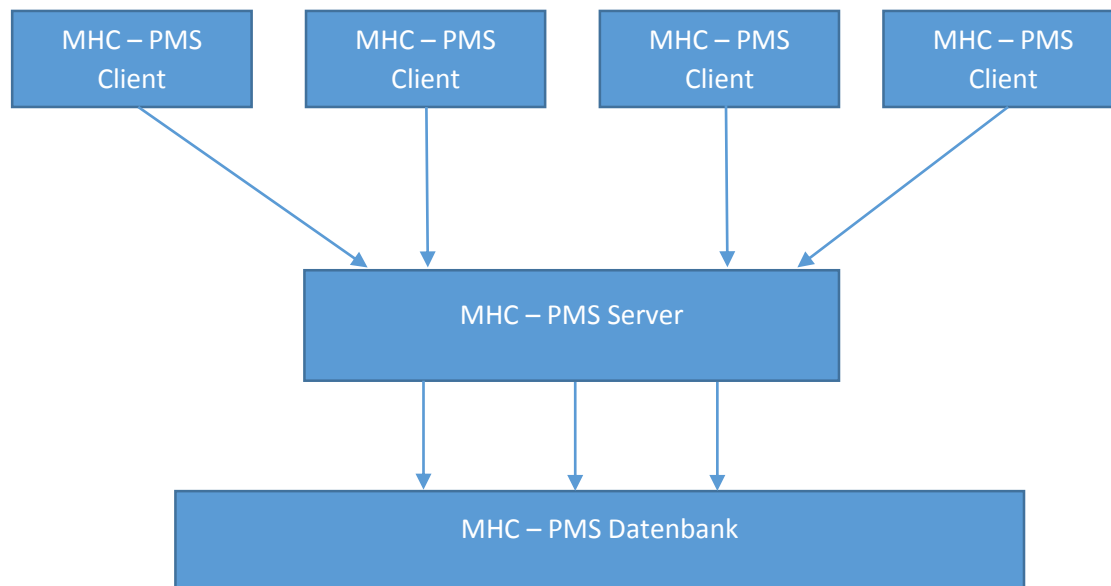 MHC – PMS
Client
MHC – PMS
Client
MHC – PMS
Client
MHC – PMS
Client
MHC – PMS Server
MHC – PMS Datenbank